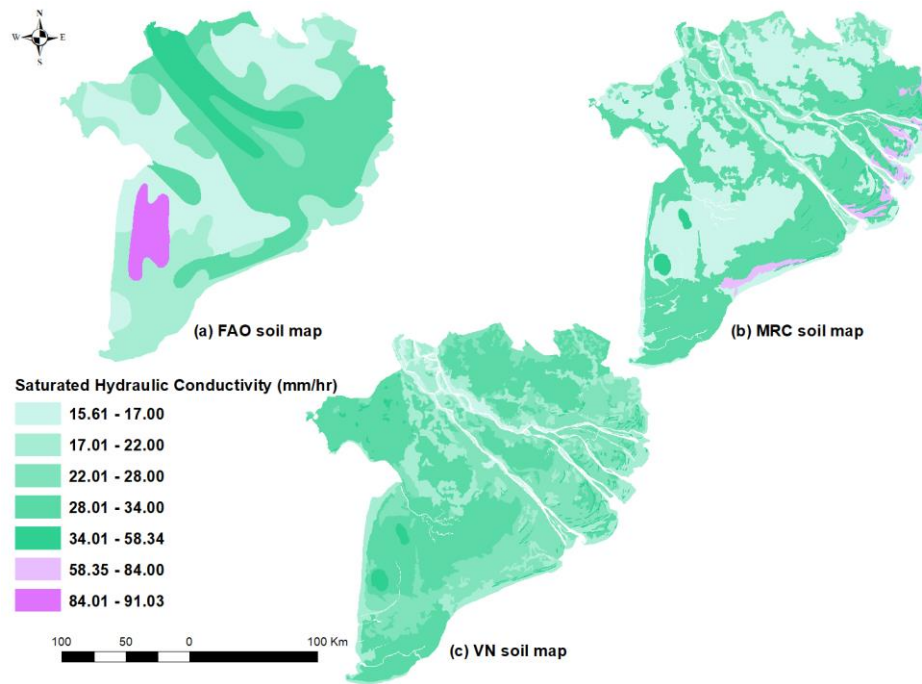 N
W E
S
(a) FAO soil map
(b) MRC soil map
Saturated Hydraulic Conductivity (mm/hr)
15.61 - 17.00
17.01 - 22.00
22.01 - 28.00
28.01 - 34.00
34.01 - 58.34
58.35 - 84.00
84.01 - 91.03
(c) VN soil map
100 50 0 100 Km